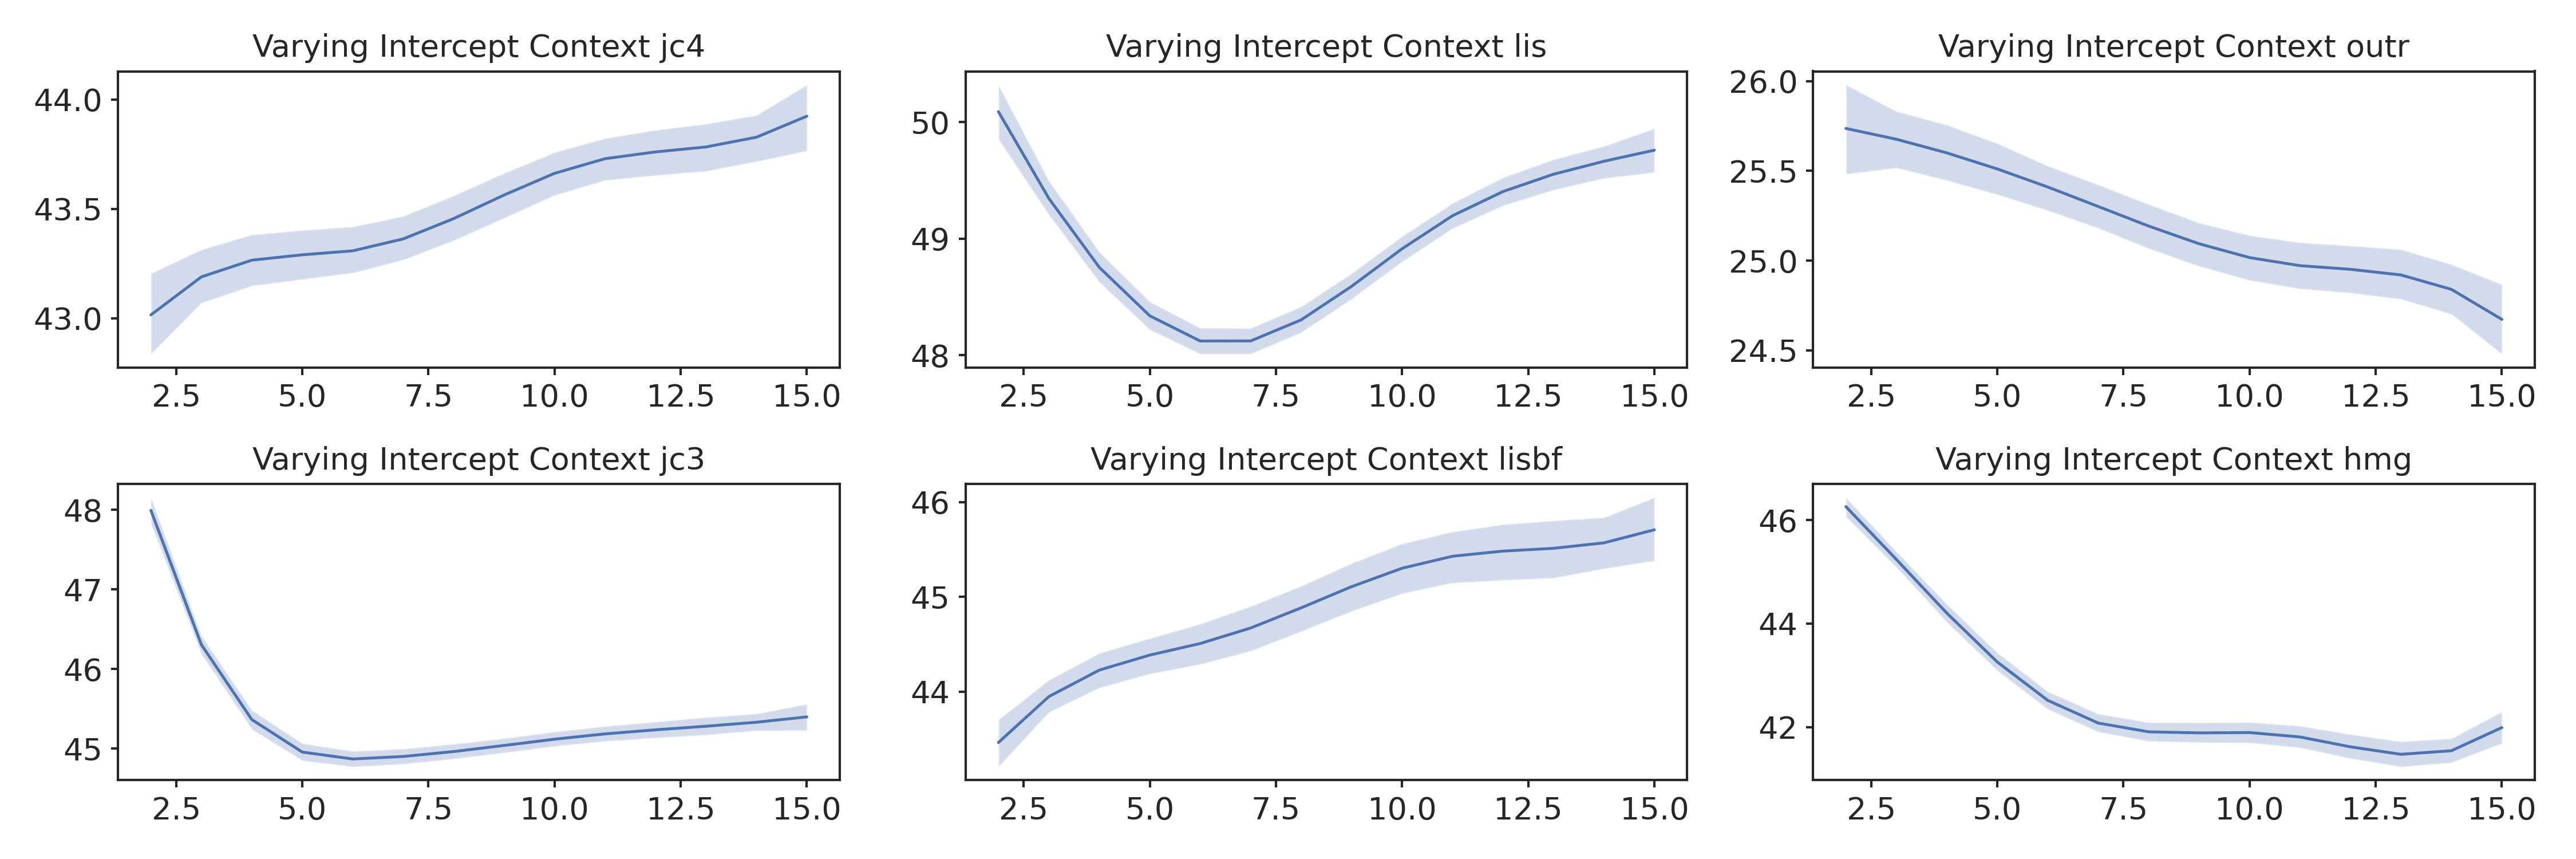 Varying Intercept Context jc4
44.0
43.5
43.0
2.5 5.0 7.5 10.0 12.5 15.0
Varying Intercept Context lis
50
49
48
2.5 5.0 7.5 10.0 12.5 15.0
Varying Intercept Context outr
26.0
25.5
25.0
24.5
2.5 5.0 7.5 10.0 12.5 15.0
Varying Intercept Context jc3
48
47
46
45
2.5 5.0 7.5 10.0 12.5 15.0
Varying Intercept Context lisbf
46
45
44
2.5 5.0 7.5 10.0 12.5 15.0
Varying Intercept Context hmg
46
44
42
2.5 5.0 7.5 10.0 12.5 15.0